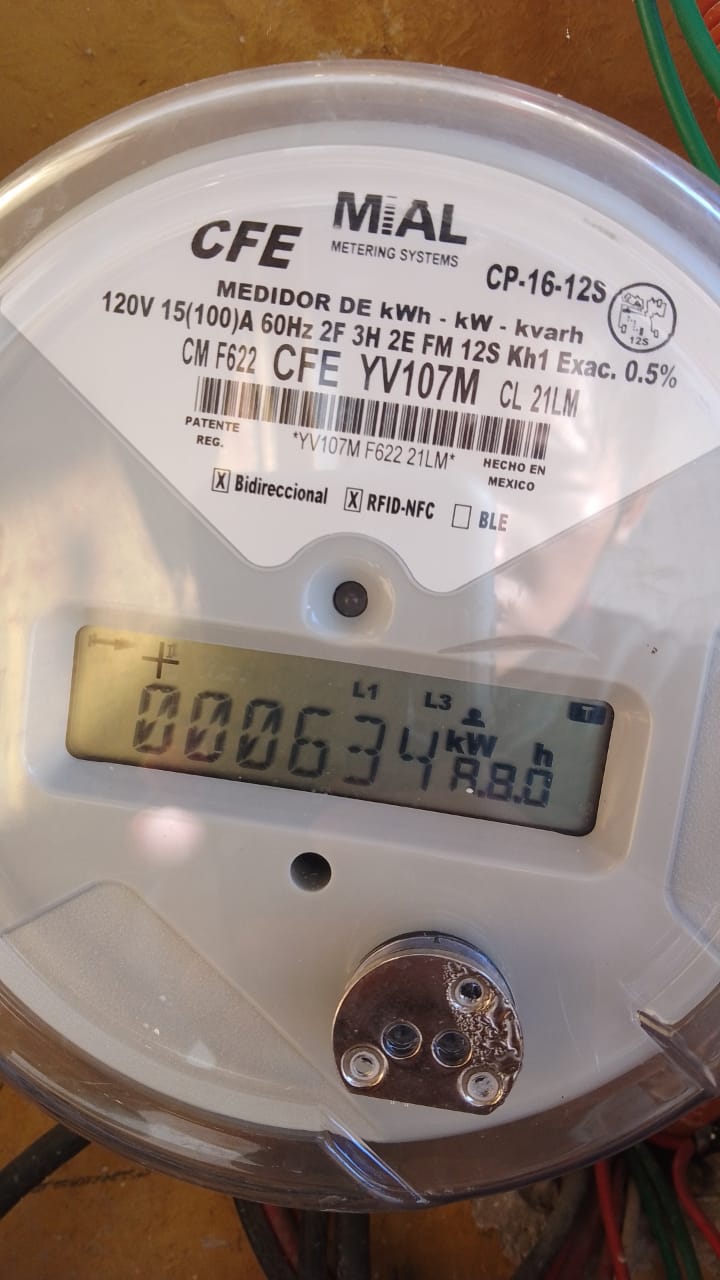 MIAL
CFE
METERING SYSTEMS
CP-16-12S
12S
MEDIDOR DE kWh - kW - kvarh
120V 15(100)A 60Hz 2F 3H 2E FM 12S Kh1 Exac. 0.5%
CM F622 CFE YV107M CL 21LM
PATENTE REG.
*YV107M F622 21LM*
HECHO EN MEXICO
X Bidireccional X RFID-NFC BLE
L1 L3 T
000634 kW h
A.8.0